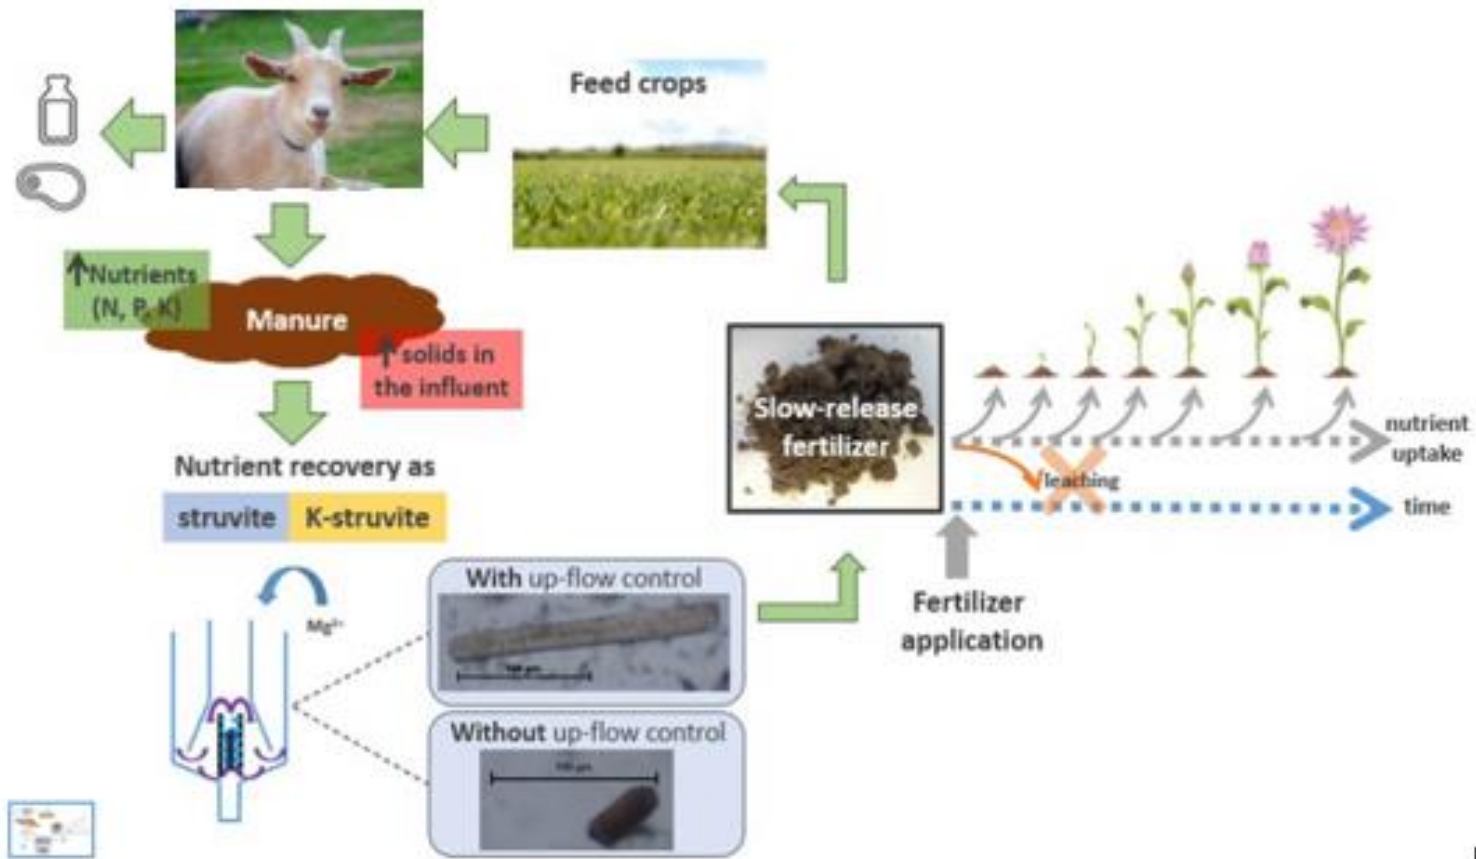 Feed crops
Nutrients
(N, P, K)
Manure
solids in
the influent
Nutrient recovery as
struvite K-struvite
Mg²⁺
With up-flow control
Without up-flow control
Slow-release
fertilizer
Fertilizer
application
leaching
nutrient
uptake
time